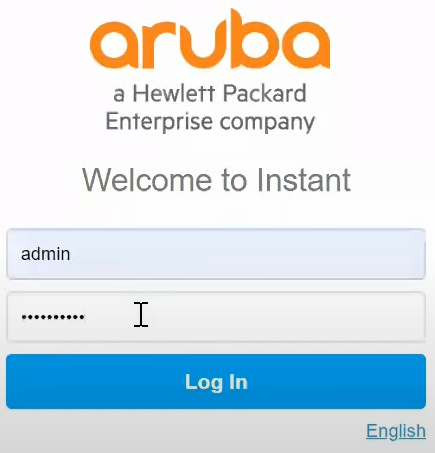 aruba
a Hewlett Packard
Enterprise company
Welcome to Instant
admin
••••••••••
Log In
English